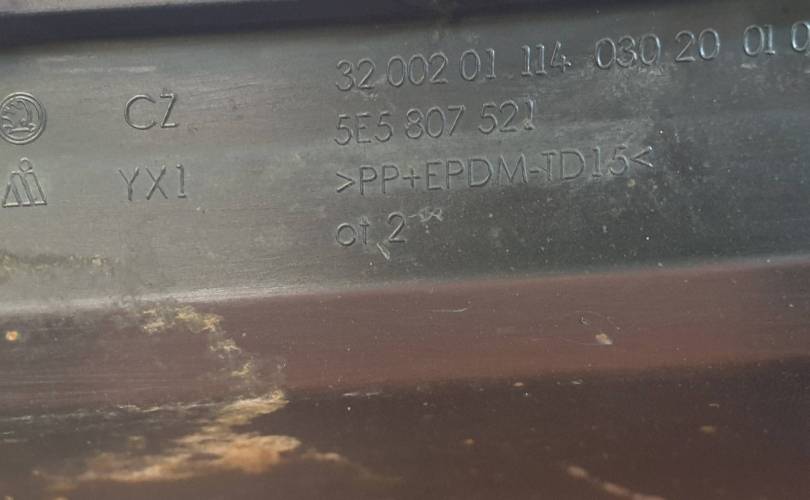 32 002 01 114 030 20 01 0
CZ
5E5 807 521
YX1
>PP+EPDM-TD15<
ot 2